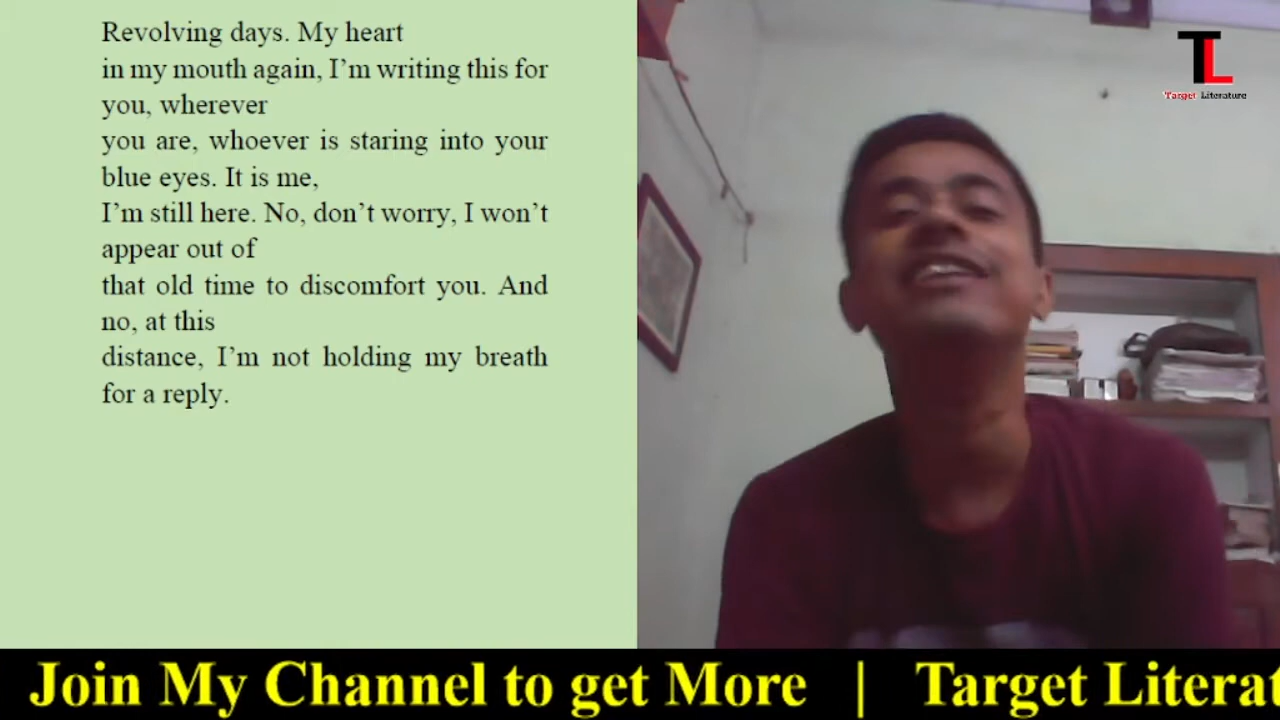 Revolving days. My heart
in my mouth again, I’m writing this for
you, wherever
you are, whoever is staring into your
blue eyes. It is me,
I’m still here. No, don’t worry, I won’t
appear out of
that old time to discomfort you. And
no, at this
distance, I’m not holding my breath
for a reply.
TL
Target Literature
Join My Channel to get More | Target Literat